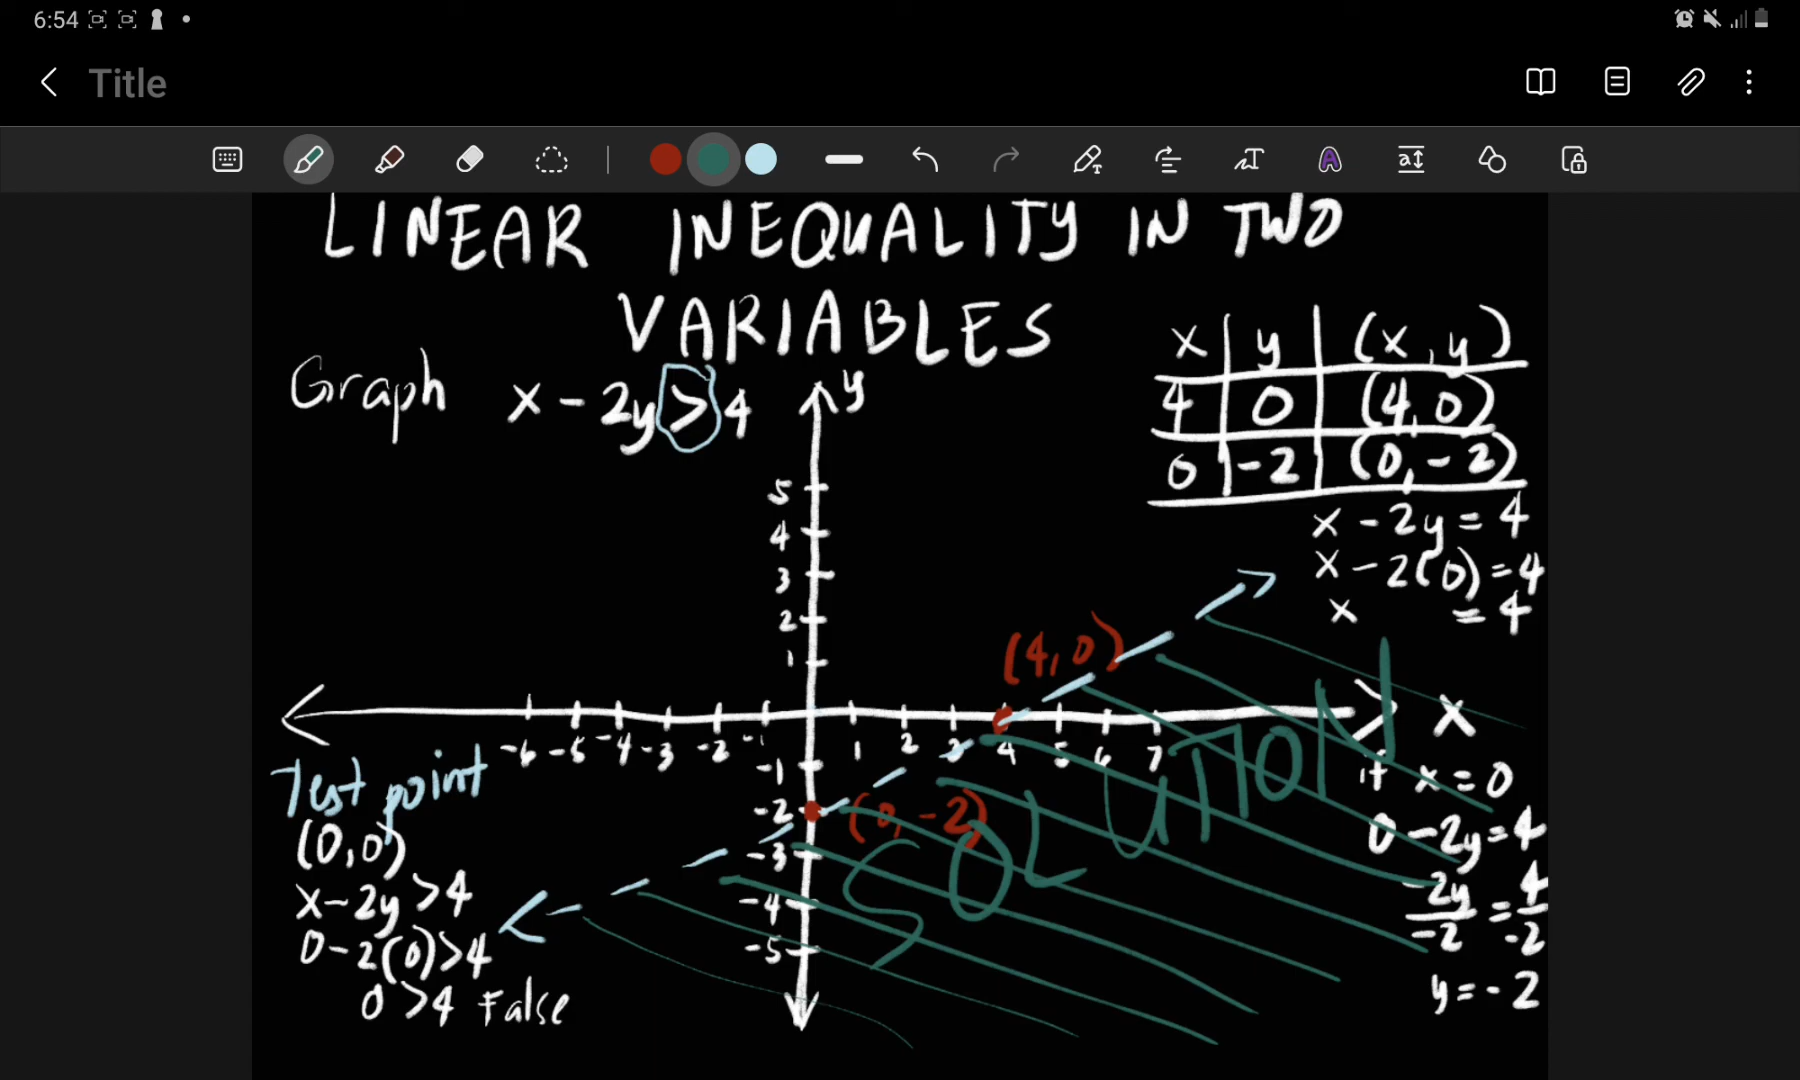 6:54
Title
LINEAR INEQUALITY IN TWO
VARIABLES
Graph x - 2y > 4
y
x | y | (x, y)
4 | 0 | (4, 0)
0 | -2 | (0, -2)
x - 2y = 4
x - 2(0) = 4
x = 4
5
4
3
2
1
(4, 0)
-6 -5 -4 -3 -2 -1 1 2 3 4 5 6 7
x
-1
-2
-3
-4
-5
(0, -2)
SOLUTION
Test point
(0,0)
x - 2y > 4
0 - 2(0) > 4
0 > 4 False
if x = 0
0 - 2y = 4
-2y = 4
-2 -2
y = -2